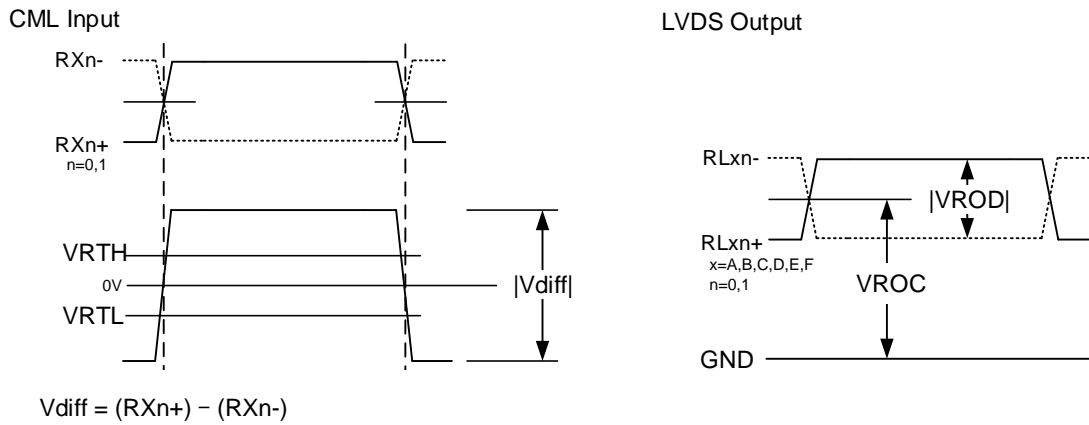 CML Input
RXn-
RXn+
n=0,1
VRTH
0V
VRTL
|Vdiff|
Vdiff = (RXn+) − (RXn-)
LVDS Output
RLxn-
|VROD|
RLxn+
x=A,B,C,D,E,F
n=0,1
VROC
GND